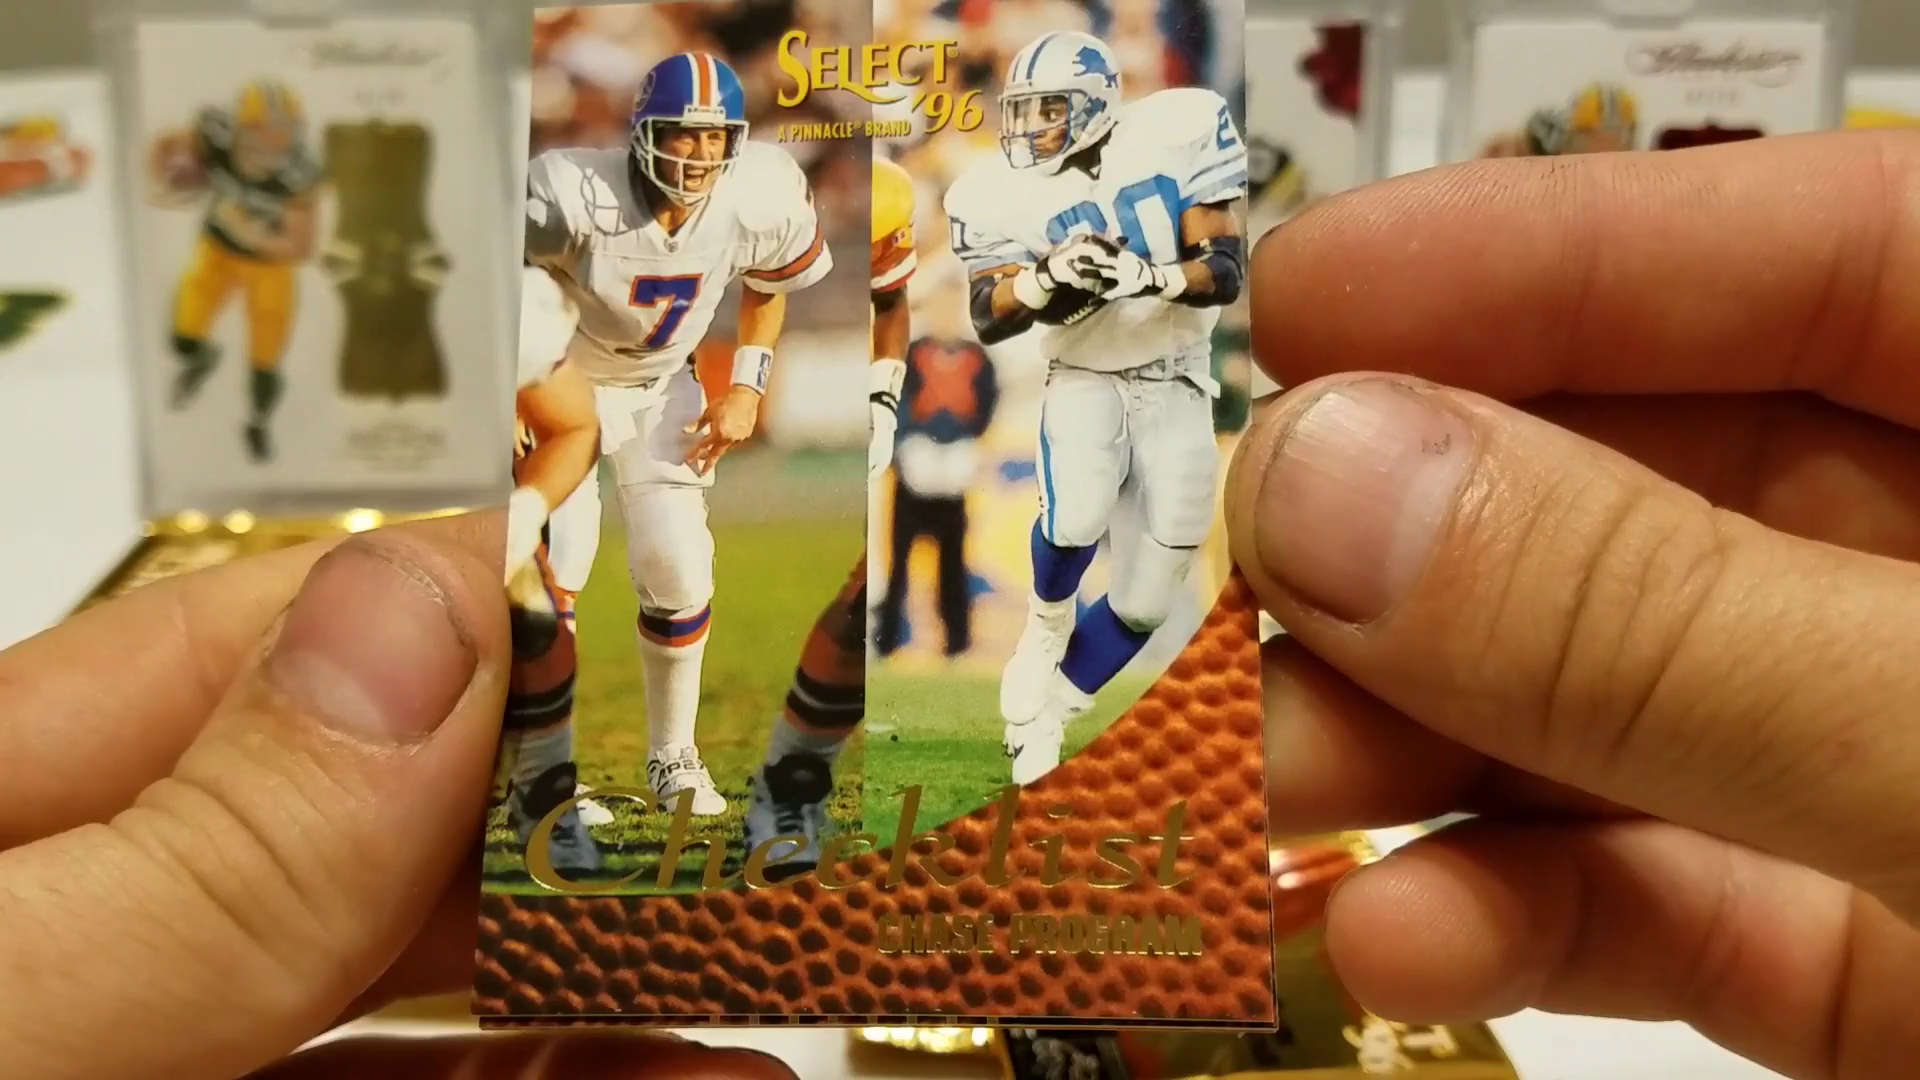 SELECT '96
A PINNACLE® BRAND
7
20
Checklist
CHASE PROGRAM